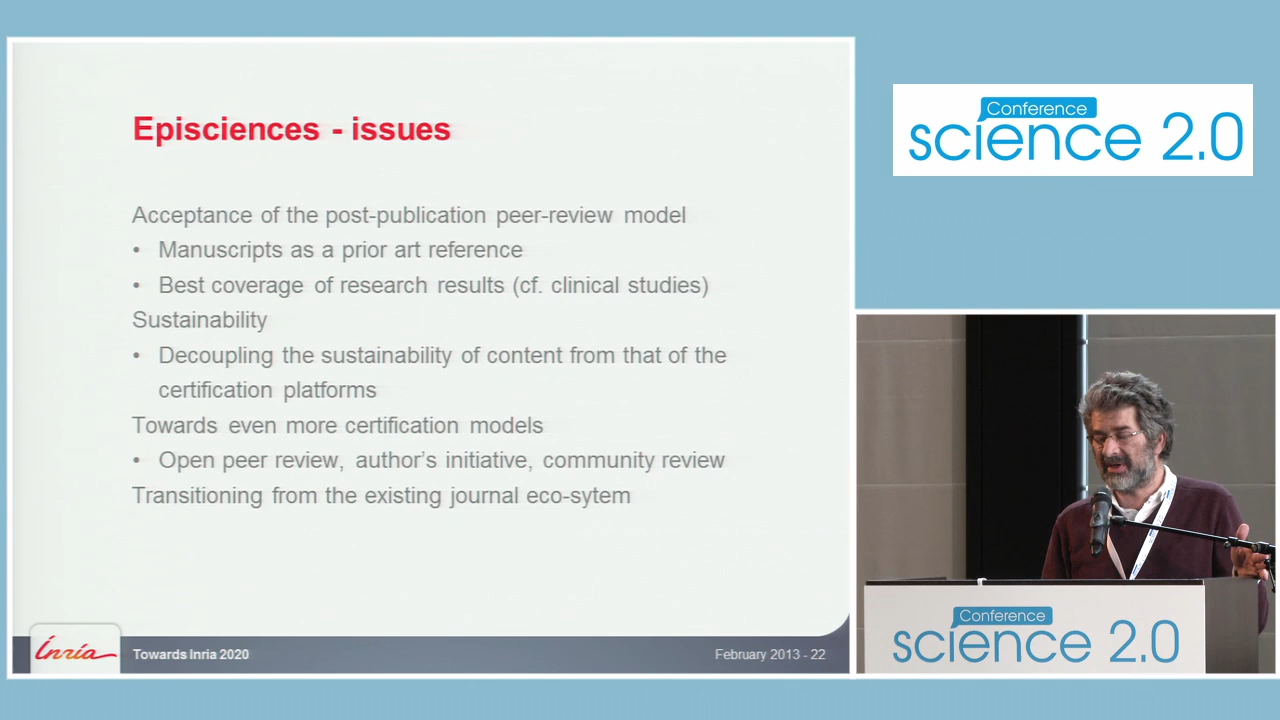 Episciences - issues
Acceptance of the post-publication peer-review model
• Manuscripts as a prior art reference
• Best coverage of research results (cf. clinical studies)
Sustainability
• Decoupling the sustainability of content from that of the
certification platforms
Towards even more certification models
• Open peer review, author's initiative, community review
Transitioning from the existing journal eco-sytem
Inria
Towards Inria 2020
February 2013 - 22
Conference
science 2.0
Conference
science 2.0